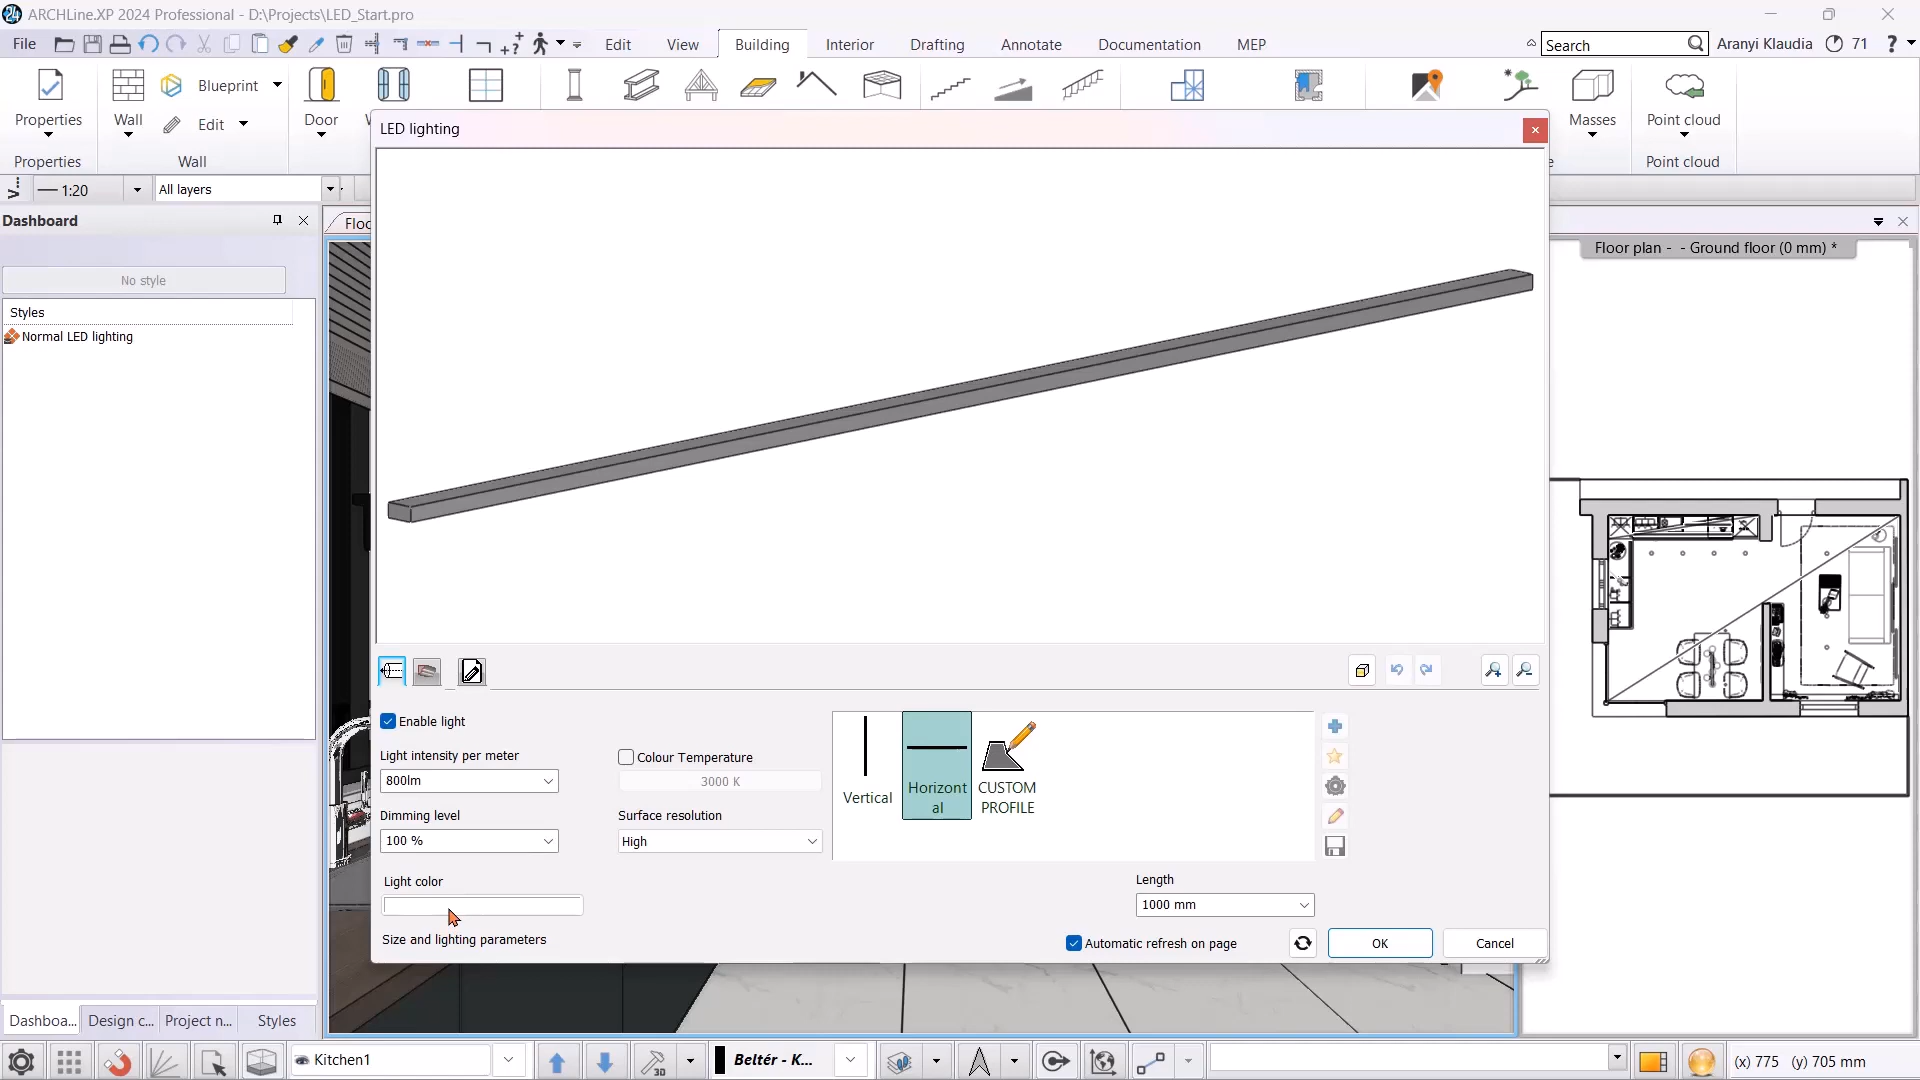 ARCHLine.XP 2024 Professional - D:\Projects\LED_Start.pro
File
Edit
View
Building
Interior
Drafting
Annotate
Documentation
MEP
Search
Aranyi Klaudia
71
?
Properties
Wall
Blueprint
Edit
Door
Masses
Point cloud
Properties
Wall
Point cloud
1:20
All layers
LED lighting
Dashboard
Floo
Floor plan - - Ground floor (0 mm) *
No style
Styles
Normal LED lighting
Enable light
Light intensity per meter
800lm
Colour Temperature
3000 K
Dimming level
100 %
Surface resolution
High
Light color
Vertical
Horizont
al
CUSTOM
PROFILE
Length
1000 mm
Size and lighting parameters
Automatic refresh on page
OK
Cancel
Dashboa...
Design c...
Project n...
Styles
Kitchen1
3D
Beltér - K...
(x) 775 (y) 705 mm